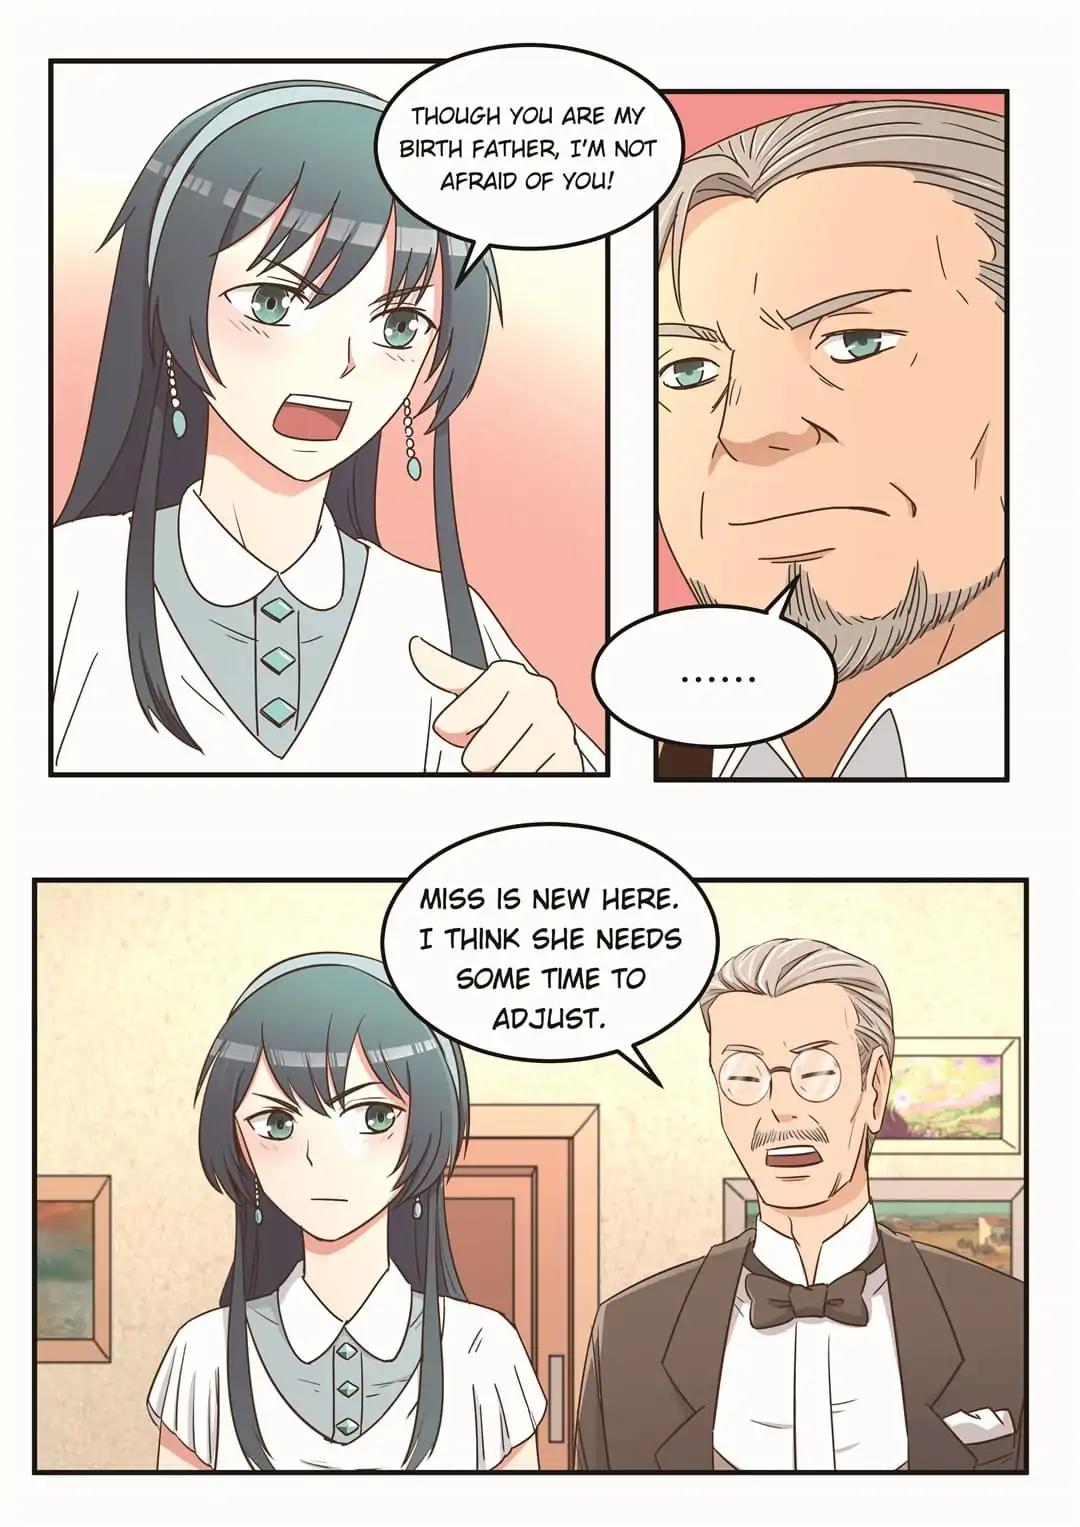 THOUGH YOU ARE MY
BIRTH FATHER, I'M NOT
AFRAID OF YOU!
......
MISS IS NEW HERE.
I THINK SHE NEEDS
SOME TIME TO
ADJUST.